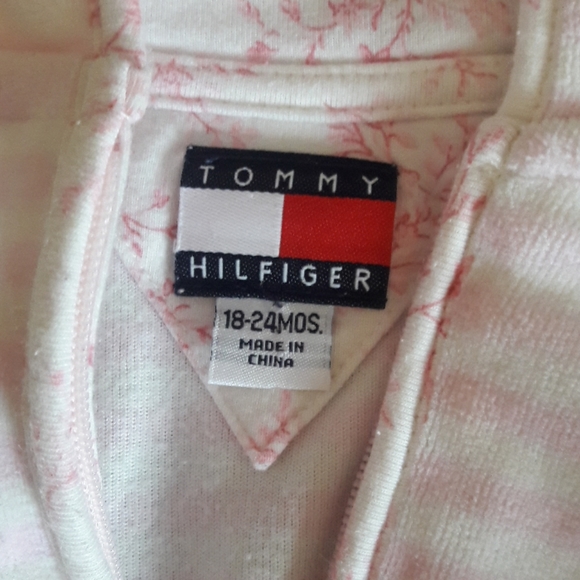 TOMMY
HILFIGER
18-24MOS.
MADE IN
CHINA